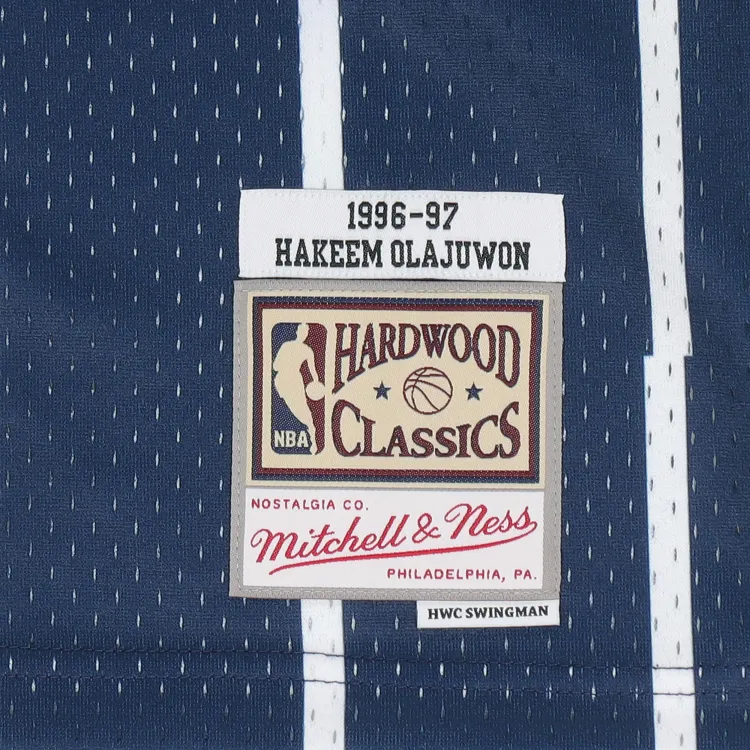 1996-97
HAKEEM OLAJUWON
HARDWOOD
CLASSICS
NBA
NOSTALGIA CO.
Mitchell & Ness
PHILADELPHIA, PA.
HWC SWINGMAN